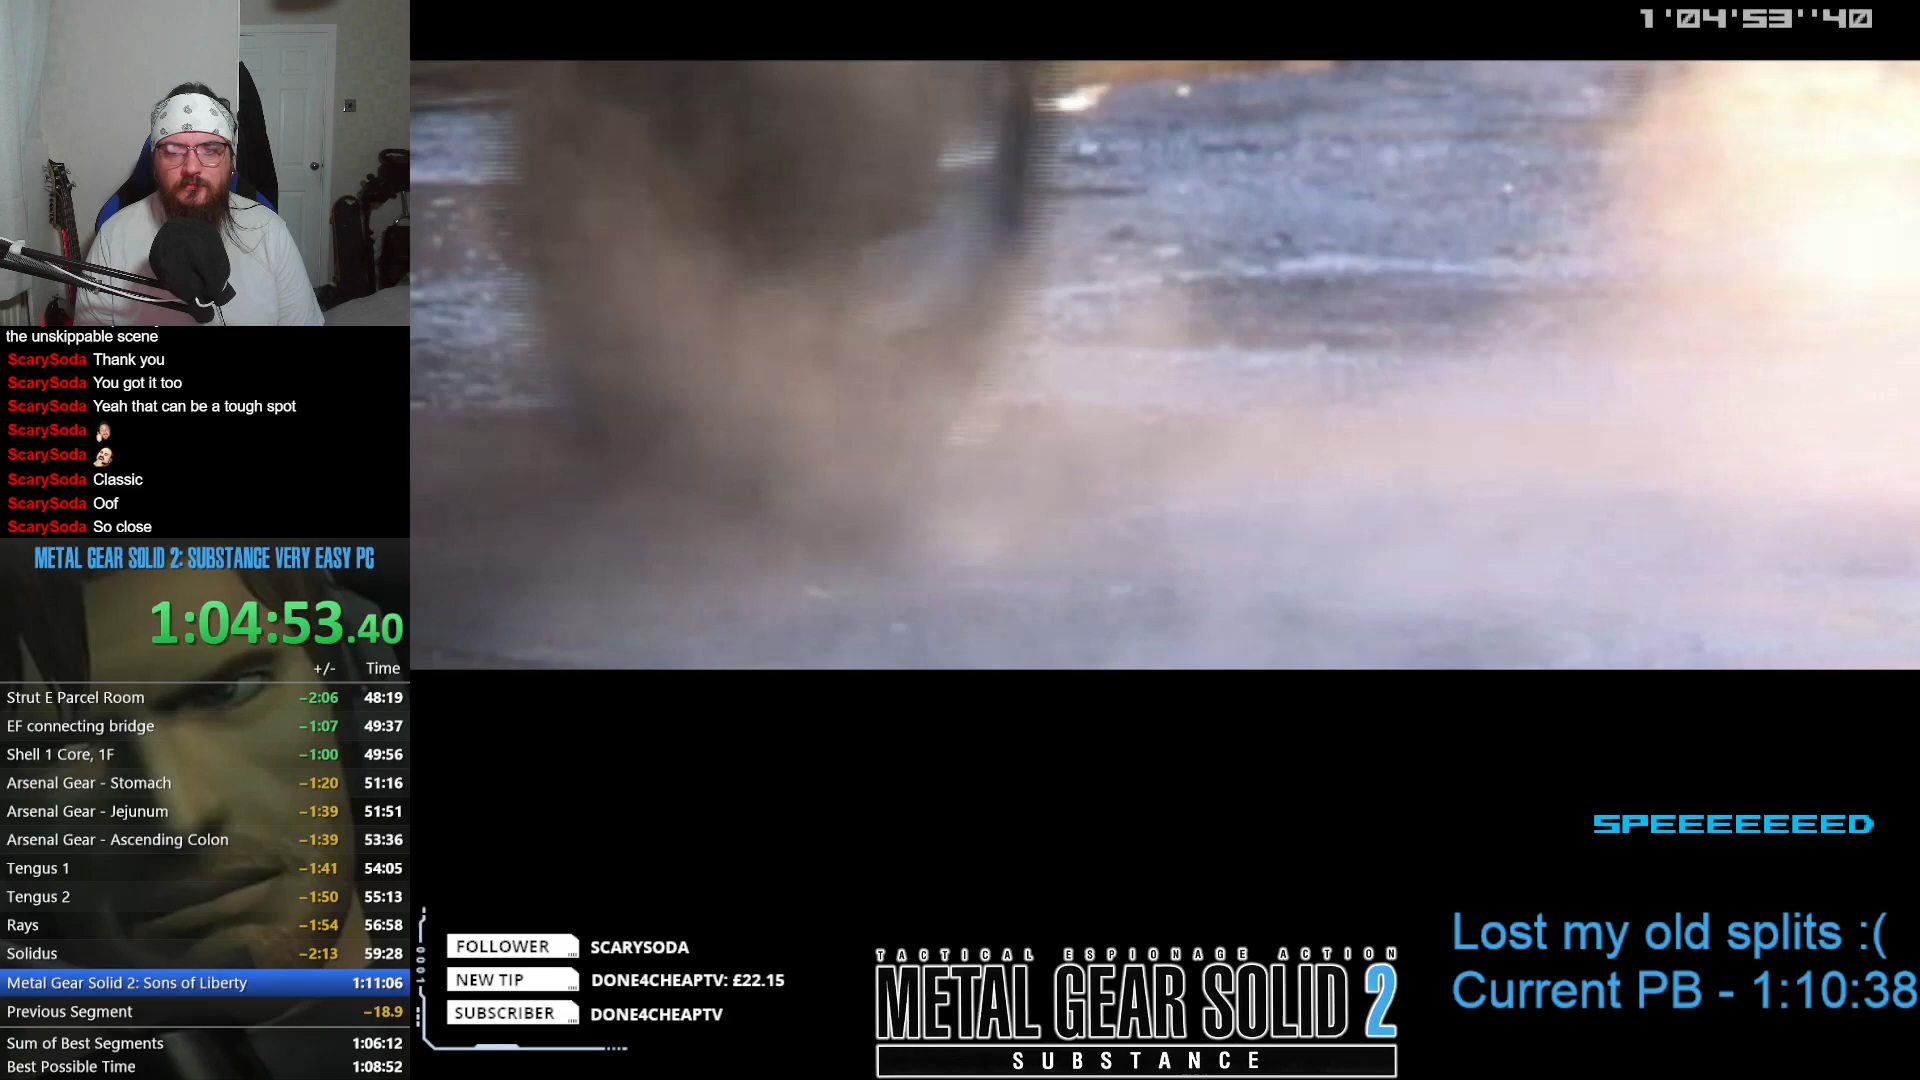 1'04'53''40
the unskippable scene
ScarySoda Thank you
ScarySoda You got it too
ScarySoda Yeah that can be a tough spot
ScarySoda
ScarySoda
ScarySoda Classic
ScarySoda Oof
ScarySoda So close
METAL GEAR SOLID 2: SUBSTANCE VERY EASY PC
1:04:53.40
+/- Time
Strut E Parcel Room −2:06 48:19
EF connecting bridge −1:07 49:37
Shell 1 Core, 1F −1:00 49:56
Arsenal Gear - Stomach −1:20 51:16
Arsenal Gear - Jejunum −1:39 51:51
Arsenal Gear - Ascending Colon −1:39 53:36
Tengus 1 −1:41 54:05
Tengus 2 −1:50 55:13
Rays −1:54 56:58
Solidus −2:13 59:28
Metal Gear Solid 2: Sons of Liberty 1:11:06
Previous Segment −18.9
Sum of Best Segments 1:06:12
Best Possible Time 1:08:52
0001
FOLLOWER SCARYSODA
NEW TIP DONE4CHEAPTV: £22.15
SUBSCRIBER DONE4CHEAPTV
TACTICAL ESPIONAGE ACTION
METAL GEAR SOLID 2
SUBSTANCE
SPEEEEEEED
Lost my old splits :(
Current PB - 1:10:38